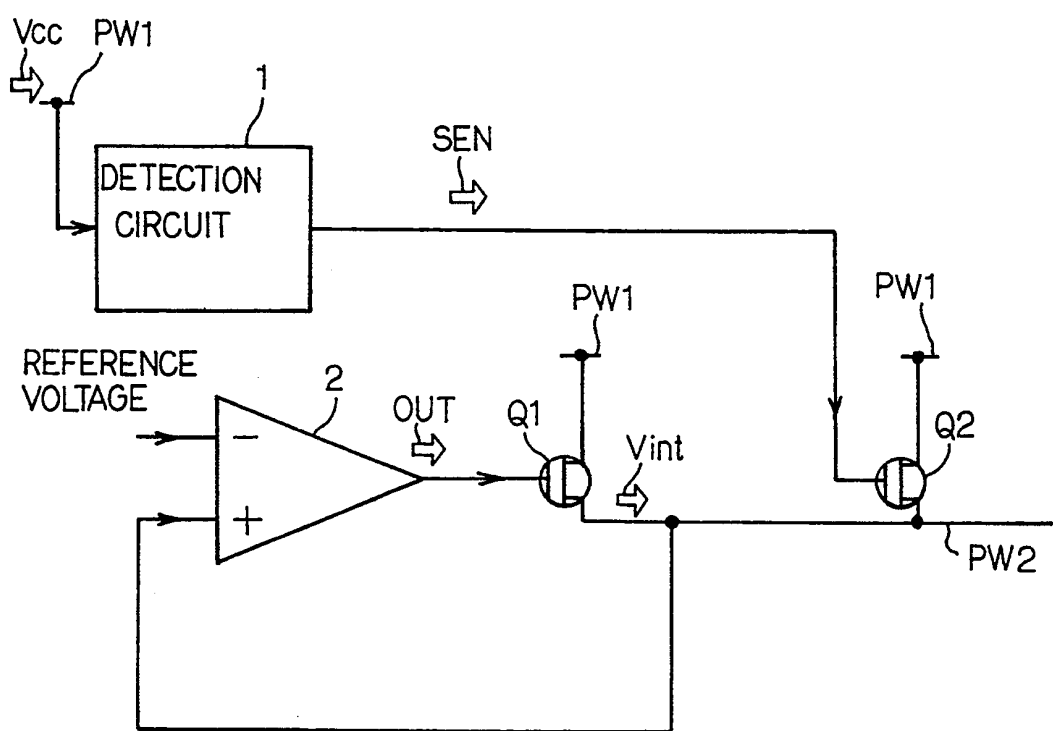 Vcc
PW1
1
DETECTION
CIRCUIT
SEN
PW1
PW1
REFERENCE
VOLTAGE
2
OUT
Q1
Vint
Q2
−
+
PW2